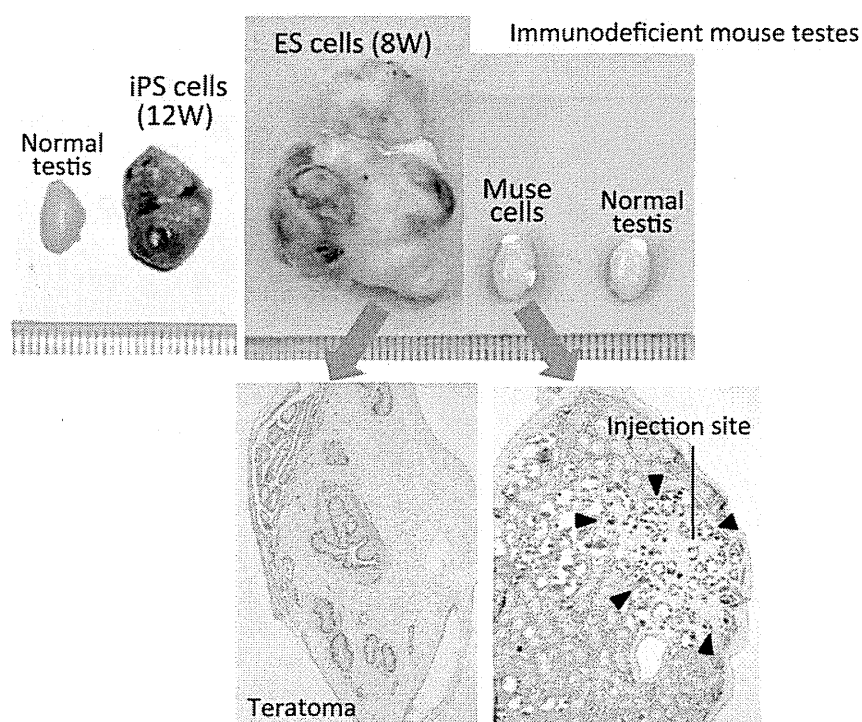 Immunodeficient mouse testes
ES cells (8W)
iPS cells
(12W)
Normal
testis
Muse
cells
Normal
testis
Injection site
Teratoma